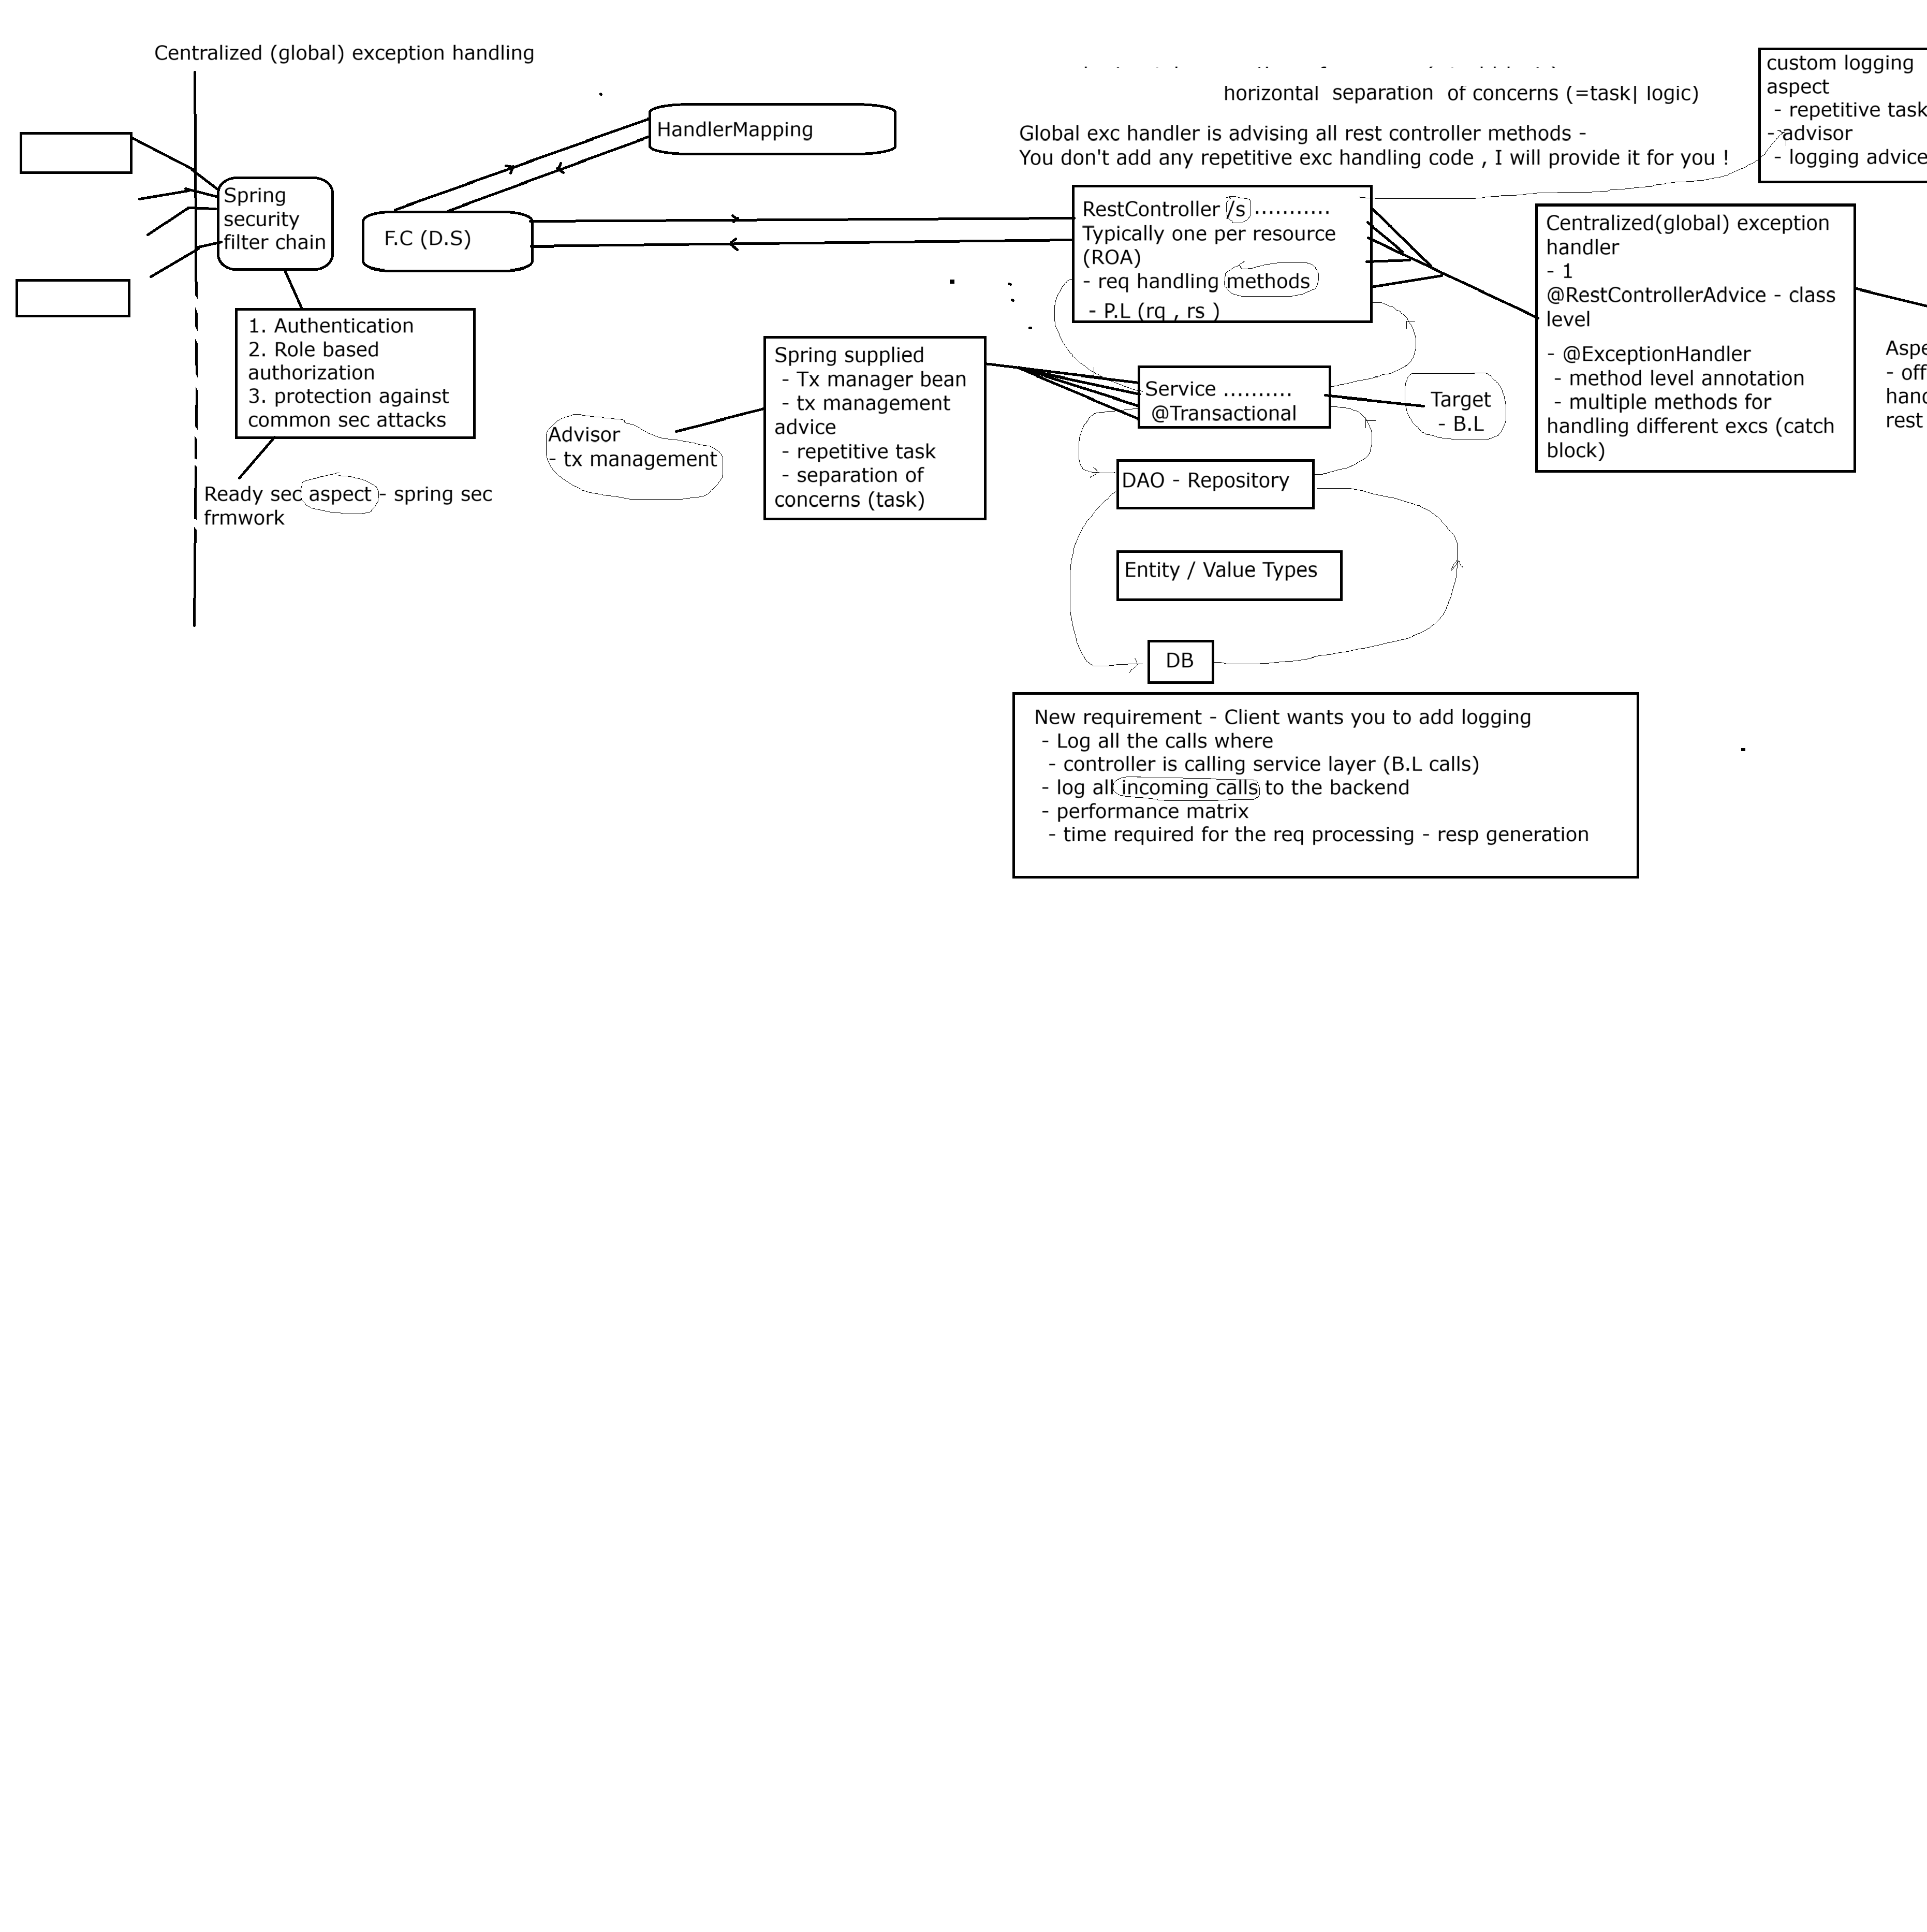 Centralized (global) exception handling
horizontal separation of concerns (=task| logic)
Global exc handler is advising all rest controller methods -
You don't add any repetitive exc handling code , I will provide it for you !
custom logging
aspect
- repetitive task
- advisor
- logging advice
HandlerMapping
Spring
security
filter chain
F.C (D.S)
RestController /s ...........
Typically one per resource
(ROA)
- req handling methods
- P.L (rq , rs )
Centralized(global) exception
handler
- 1
@RestControllerAdvice - class
level
- @ExceptionHandler
- method level annotation
- multiple methods for
handling different excs (catch
block)
- off
rest
1. Authentication
2. Role based
authorization
3. protection against
common sec attacks
Ready sec aspect - spring sec
frmwork
Advisor
- tx management
Spring supplied
- Tx manager bean
- tx management
advice
- repetitive task
- separation of
concerns (task)
Service ..........
@Transactional
Target
- B.L
DAO - Repository
Entity / Value Types
DB
New requirement - Client wants you to add logging
- Log all the calls where
- controller is calling service layer (B.L calls)
- log all incoming calls to the backend
- performance matrix
- time required for the req processing - resp generation